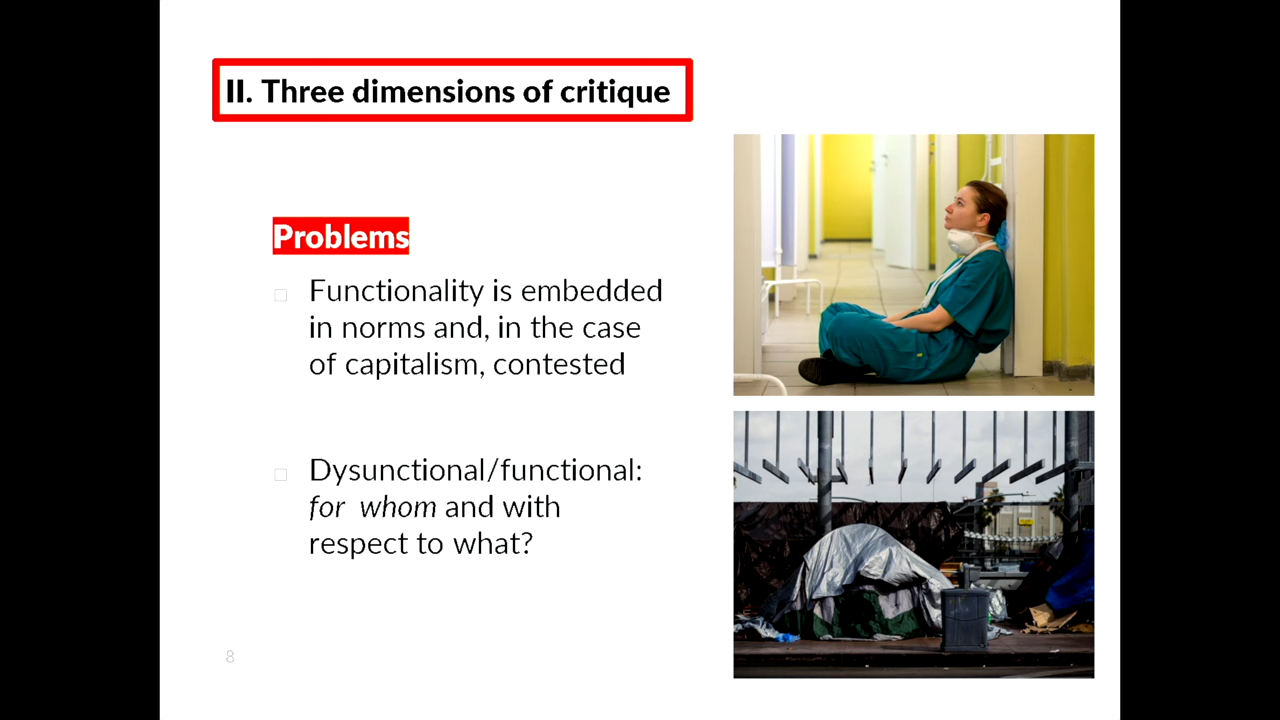 II. Three dimensions of critique
Problems
Functionality is embedded
in norms and, in the case
of capitalism, contested
Dysunctional/functional:
for whom and with
respect to what?
8